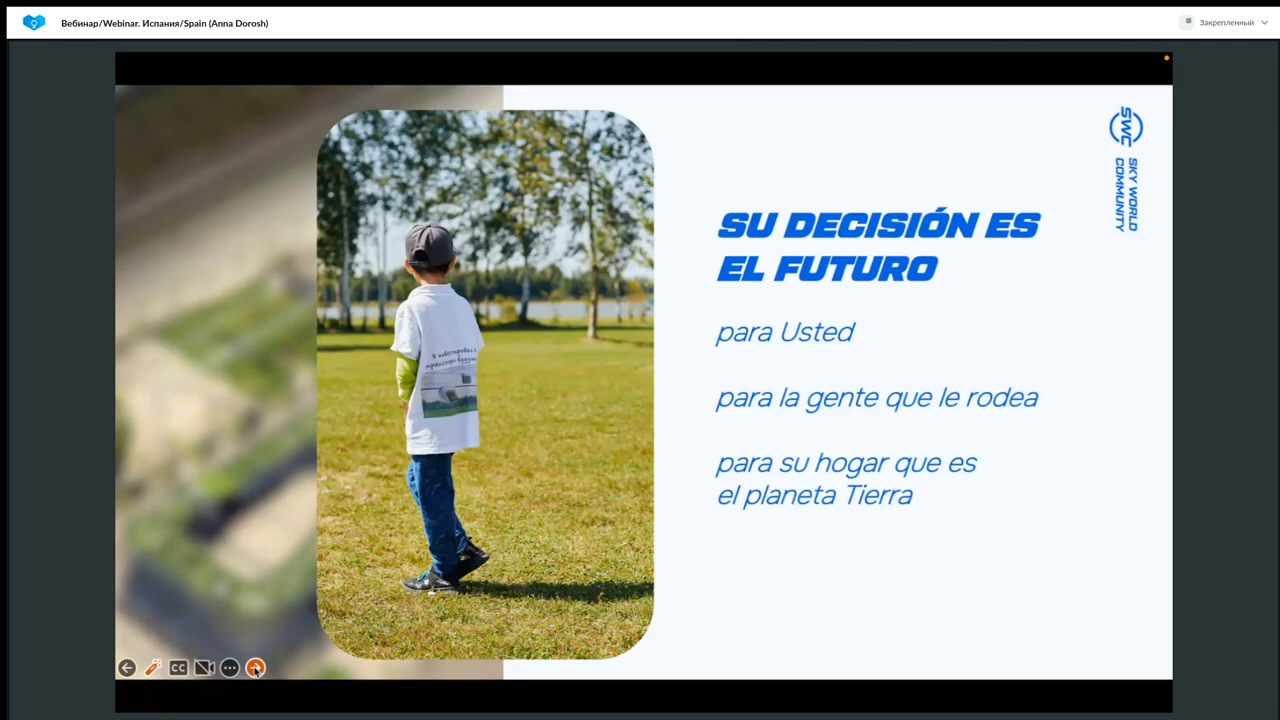 Вебинар/Webinar. Испания/Spain (Anna Dorosh)
Закрепленный
SWC
SKY WORLD
COMMUNITY
SU DECISIÓN ES
EL FUTURO
para Usted
para la gente que le rodea
para su hogar que es
el planeta Tierra
CC